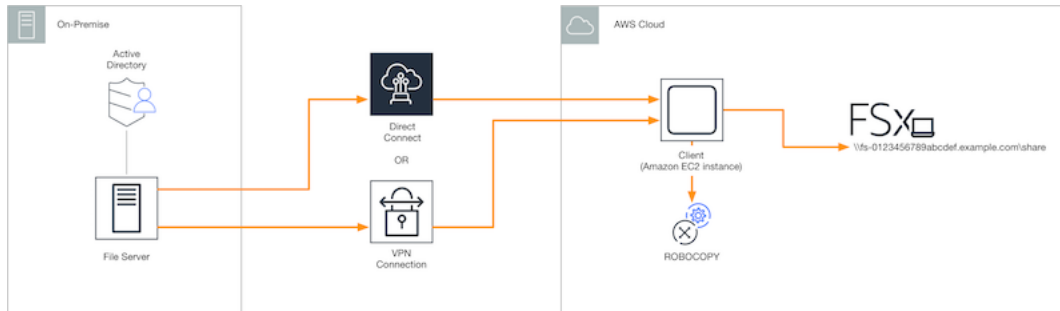 On-Premise
AWS Cloud
Active
Directory
Direct
Connect
OR
FSx
\\fs-0123456789abcdef.example.com\share
Client
(Amazon EC2 instance)
File Server
VPN
Connection
ROBOCOPY